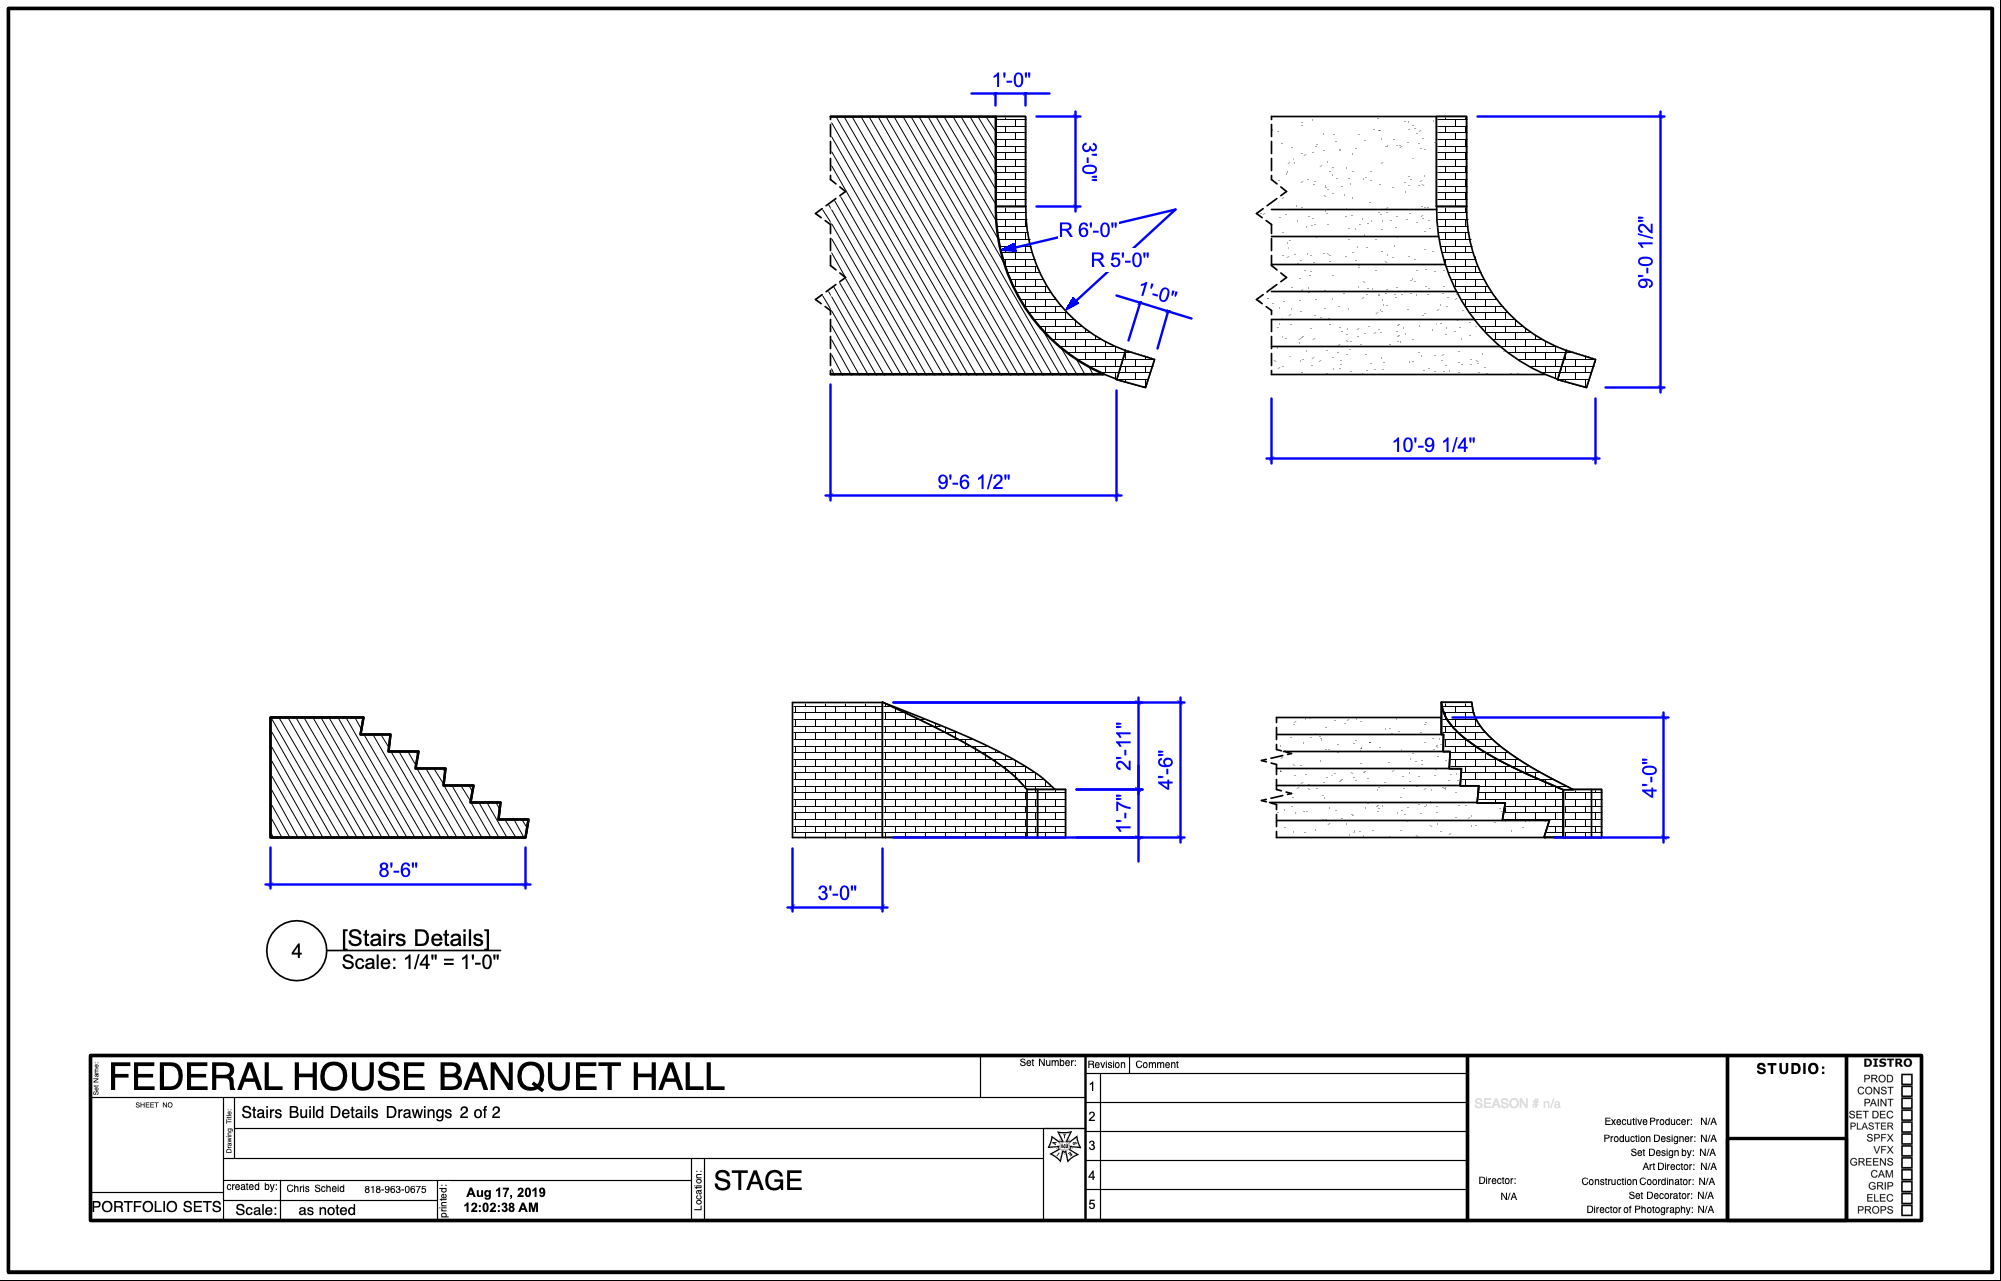 1'-0"
3'-0"
R 6'-0"
R 5'-0"
1'-0"
9'-0 1/2"
10'-9 1/4"
9'-6 1/2"
2'-11"
4'-6"
1'-7"
4'-0"
8'-6"
3'-0"
4
[Stairs Details]
Scale: 1/4" = 1'-0"
Set Name:
FEDERAL HOUSE BANQUET HALL
Set Number:
SHEET NO
Drawing Title:
Stairs Build Details Drawings 2 of 2
created by:
Chris Scheid 818-963-0675
PORTFOLIO SETS
Scale:
as noted
printed:
Aug 17, 2019
12:02:38 AM
Location:
STAGE
Revision
Comment
1
2
3
4
5
SEASON # n/a
Executive Producer: N/A
Production Designer: N/A
Set Design by: N/A
Art Director: N/A
Director:
N/A
Construction Coordinator: N/A
Set Decorator: N/A
Director of Photography: N/A
STUDIO:
DISTRO
PROD
CONST
PAINT
SET DEC
PLASTER
SPFX
VFX
GREENS
CAM
GRIP
ELEC
PROPS